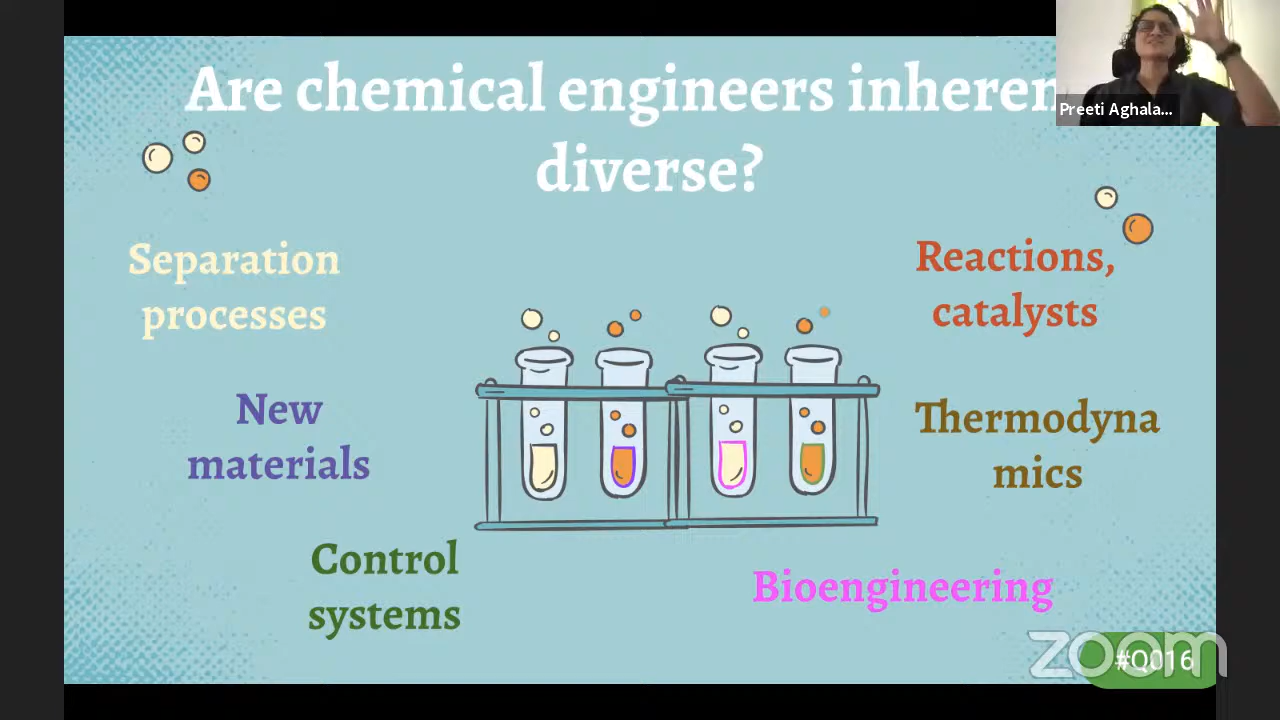 Are chemical engineers inheren
diverse?
Preeti Aghala...
Separation
processes
Reactions,
catalysts
New
materials
Thermodyna
mics
Control
systems
Bioengineering
zoom
#Q016